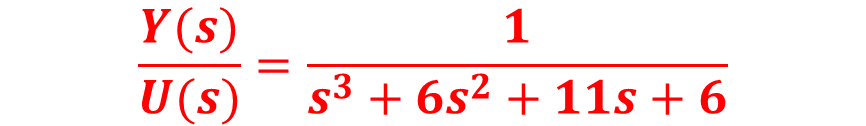 Y(s)/U(s) = 1/(s³ + 6s² + 11s + 6)